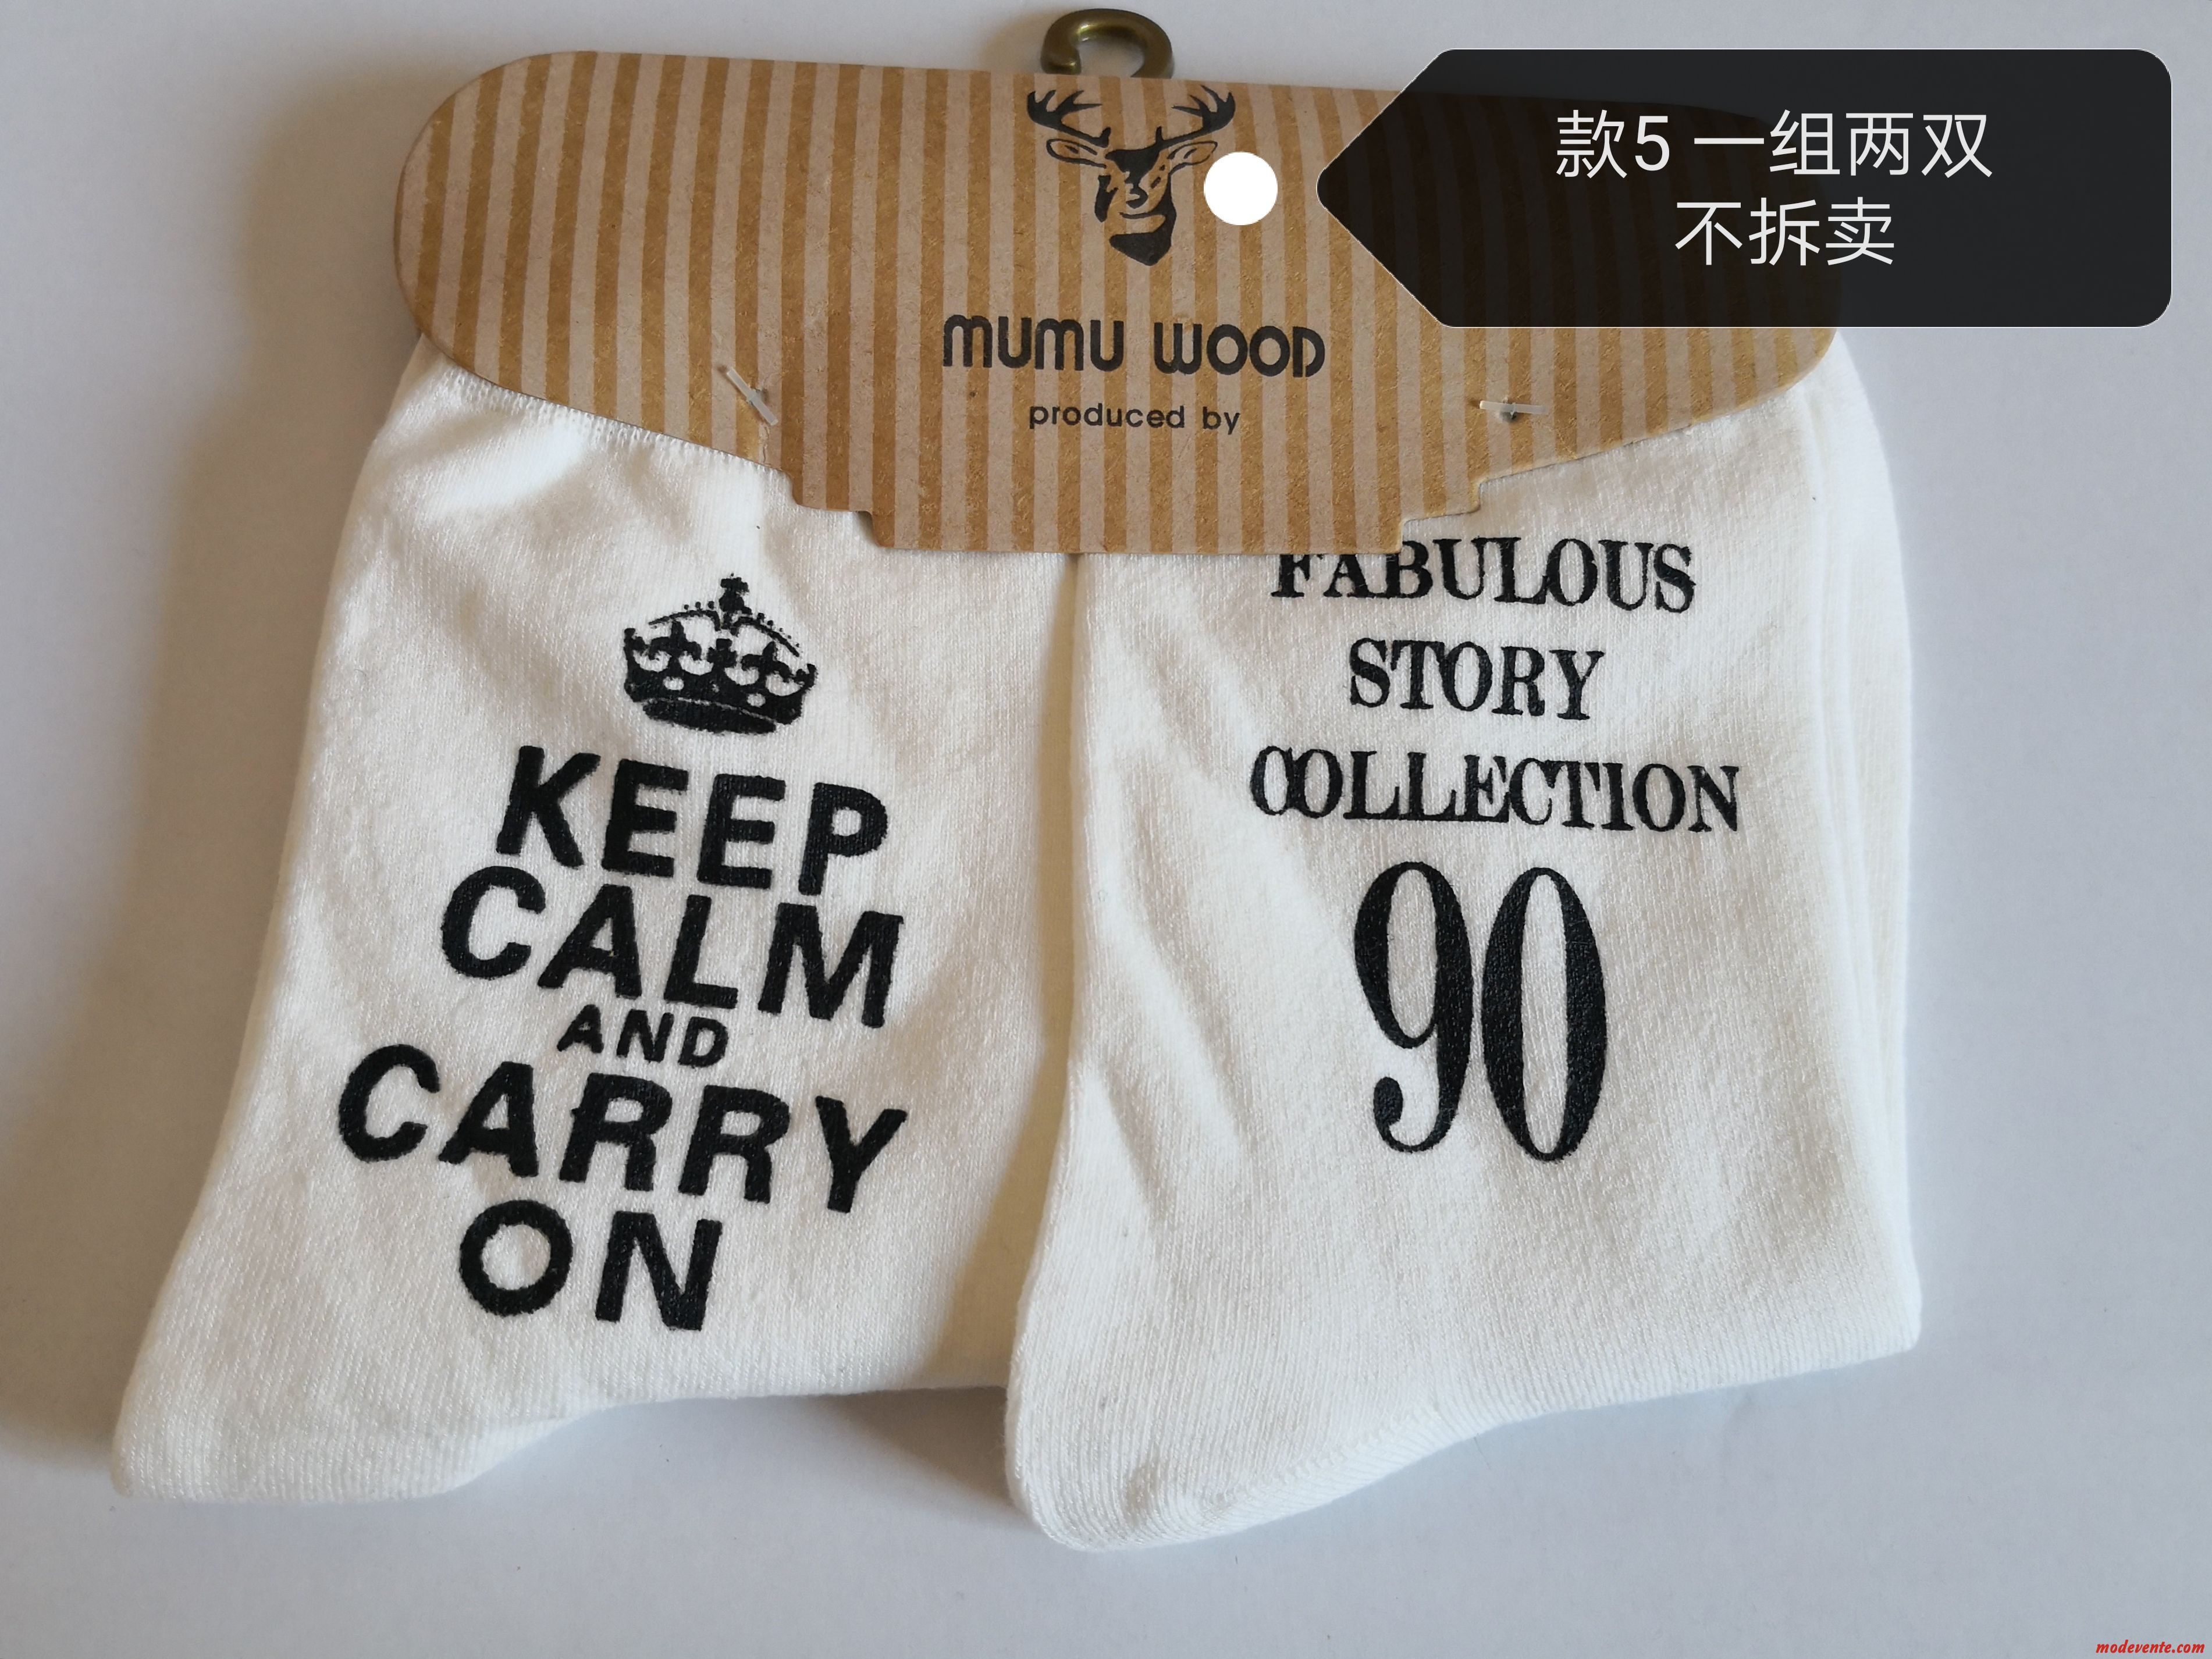 款5 一组两双
不拆卖
MUMU WOOD
produced by
KEEP
CALM
AND
CARRY
ON
FABULOUS
STORY
COLLECTION
90
modevente.com